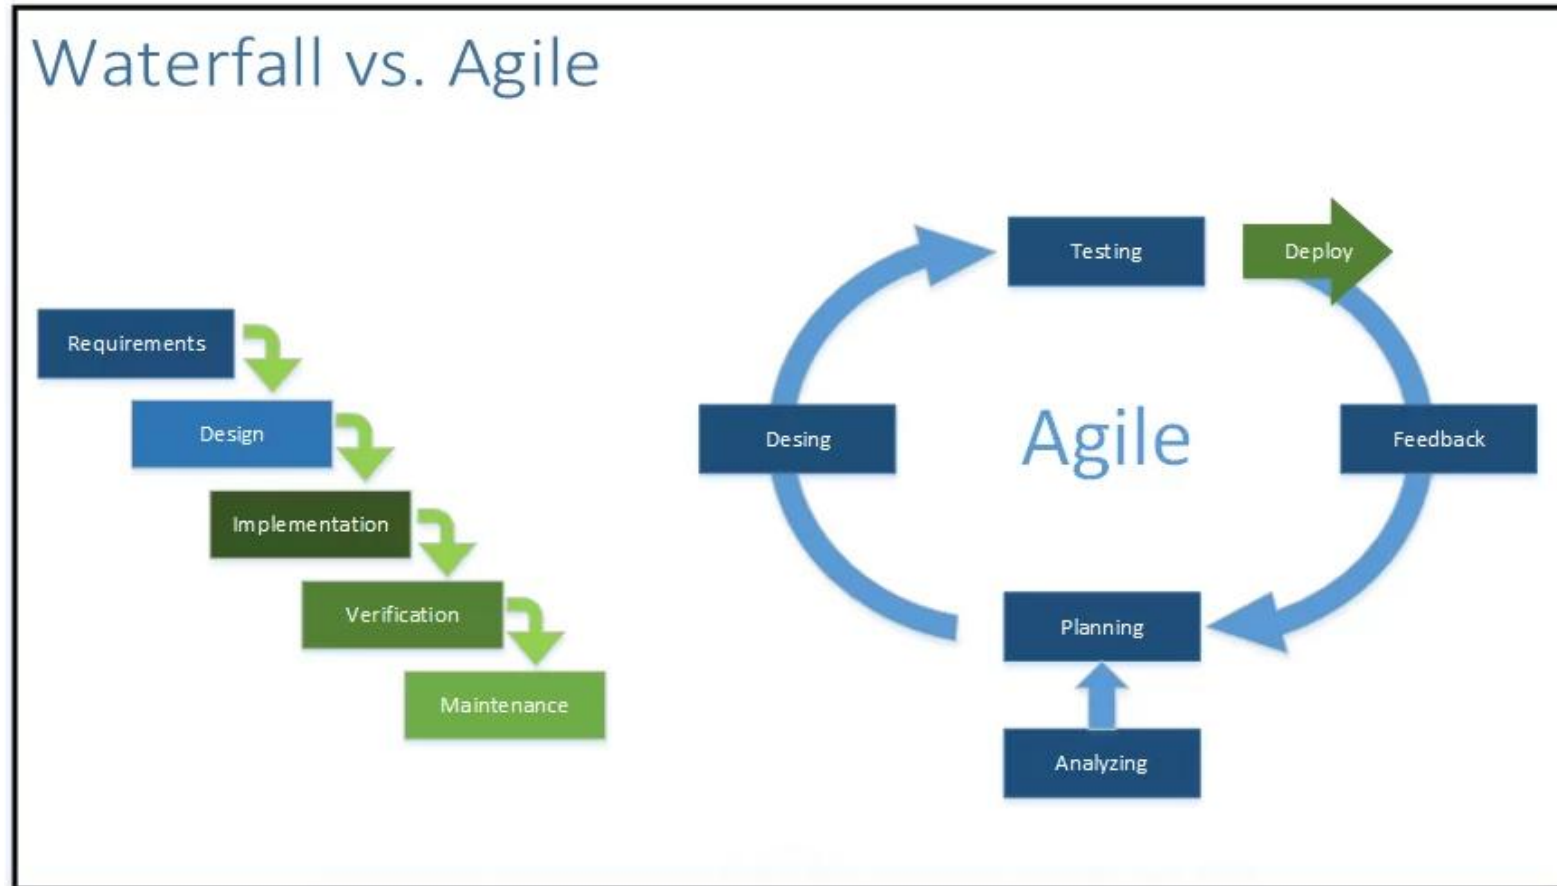 Waterfall vs. Agile
Requirements
Design
Implementation
Verification
Maintenance
Testing
Deploy
Desing
Agile
Feedback
Planning
Analyzing